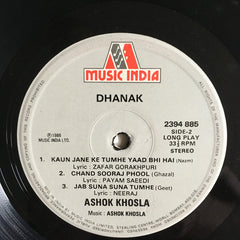 MUSIC INDIA
DHANAK
℗1988
MUSIC INDIA LTD.
2394 885
SIDE-2
LONG PLAY
33⅓ RPM
STEREO
1. KAUN JANE KE TUMHE YAAD BHI HAI (Nazm)
Lyric : ZAFAR GORAKHPURI
2. CHAND SOORAJ PHOOL (Ghazal)
Lyric : PAYAM SAEEDI
3. JAB SUNA SUNA TUMHE (Geet)
Lyric : NEERAJ
ASHOK KHOSLA
Music : ASHOK KHOSLA